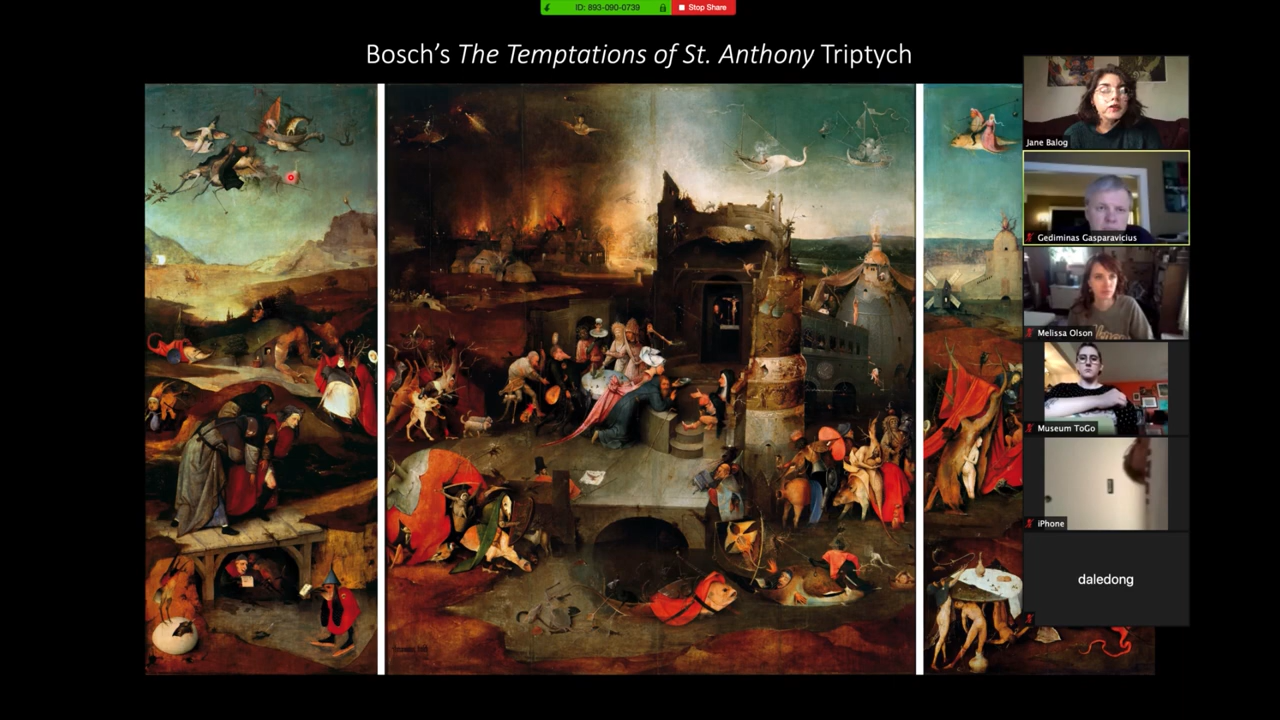 ID: 893-090-0739
Stop Share
Bosch's The Temptations of St. Anthony Triptych
Jane Balog
Gediminas Gasparavicius
Melissa Olson
Museum ToGo
iPhone
daledong